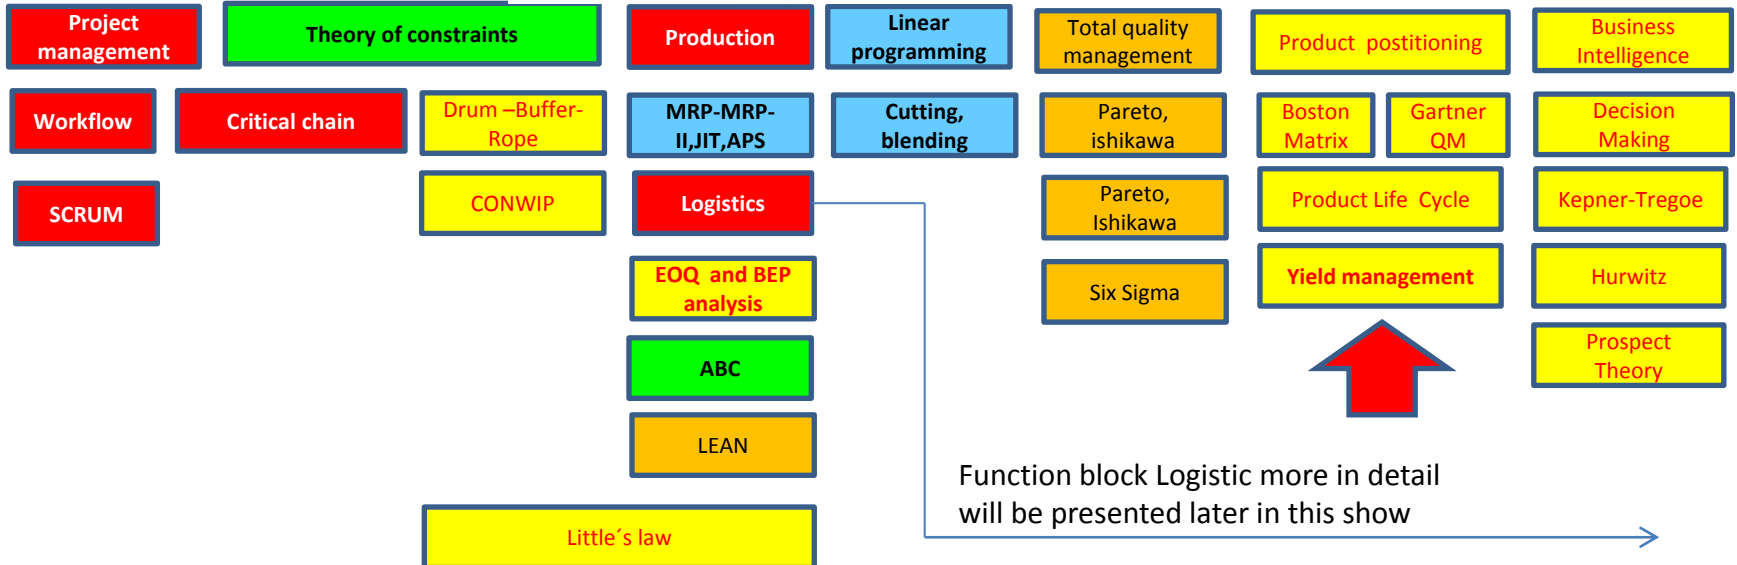 Project
management
Theory of constraints
Production
Linear
programming
Total quality
management
Product  postitioning
Business
Intelligence
Workflow
Critical chain
Drum –Buffer-
Rope
MRP-MRP-
II,JIT,APS
Cutting,
blending
Pareto,
ishikawa
Boston
Matrix
Gartner
QM
Decision
Making
SCRUM
CONWIP
Logistics
Pareto,
Ishikawa
Product Life  Cycle
Kepner-Tregoe
EOQ  and BEP
analysis
Six Sigma
Yield management
Hurwitz
ABC
Prospect
Theory
LEAN
Function block Logistic more in detail
will be presented later in this show
Little´s law